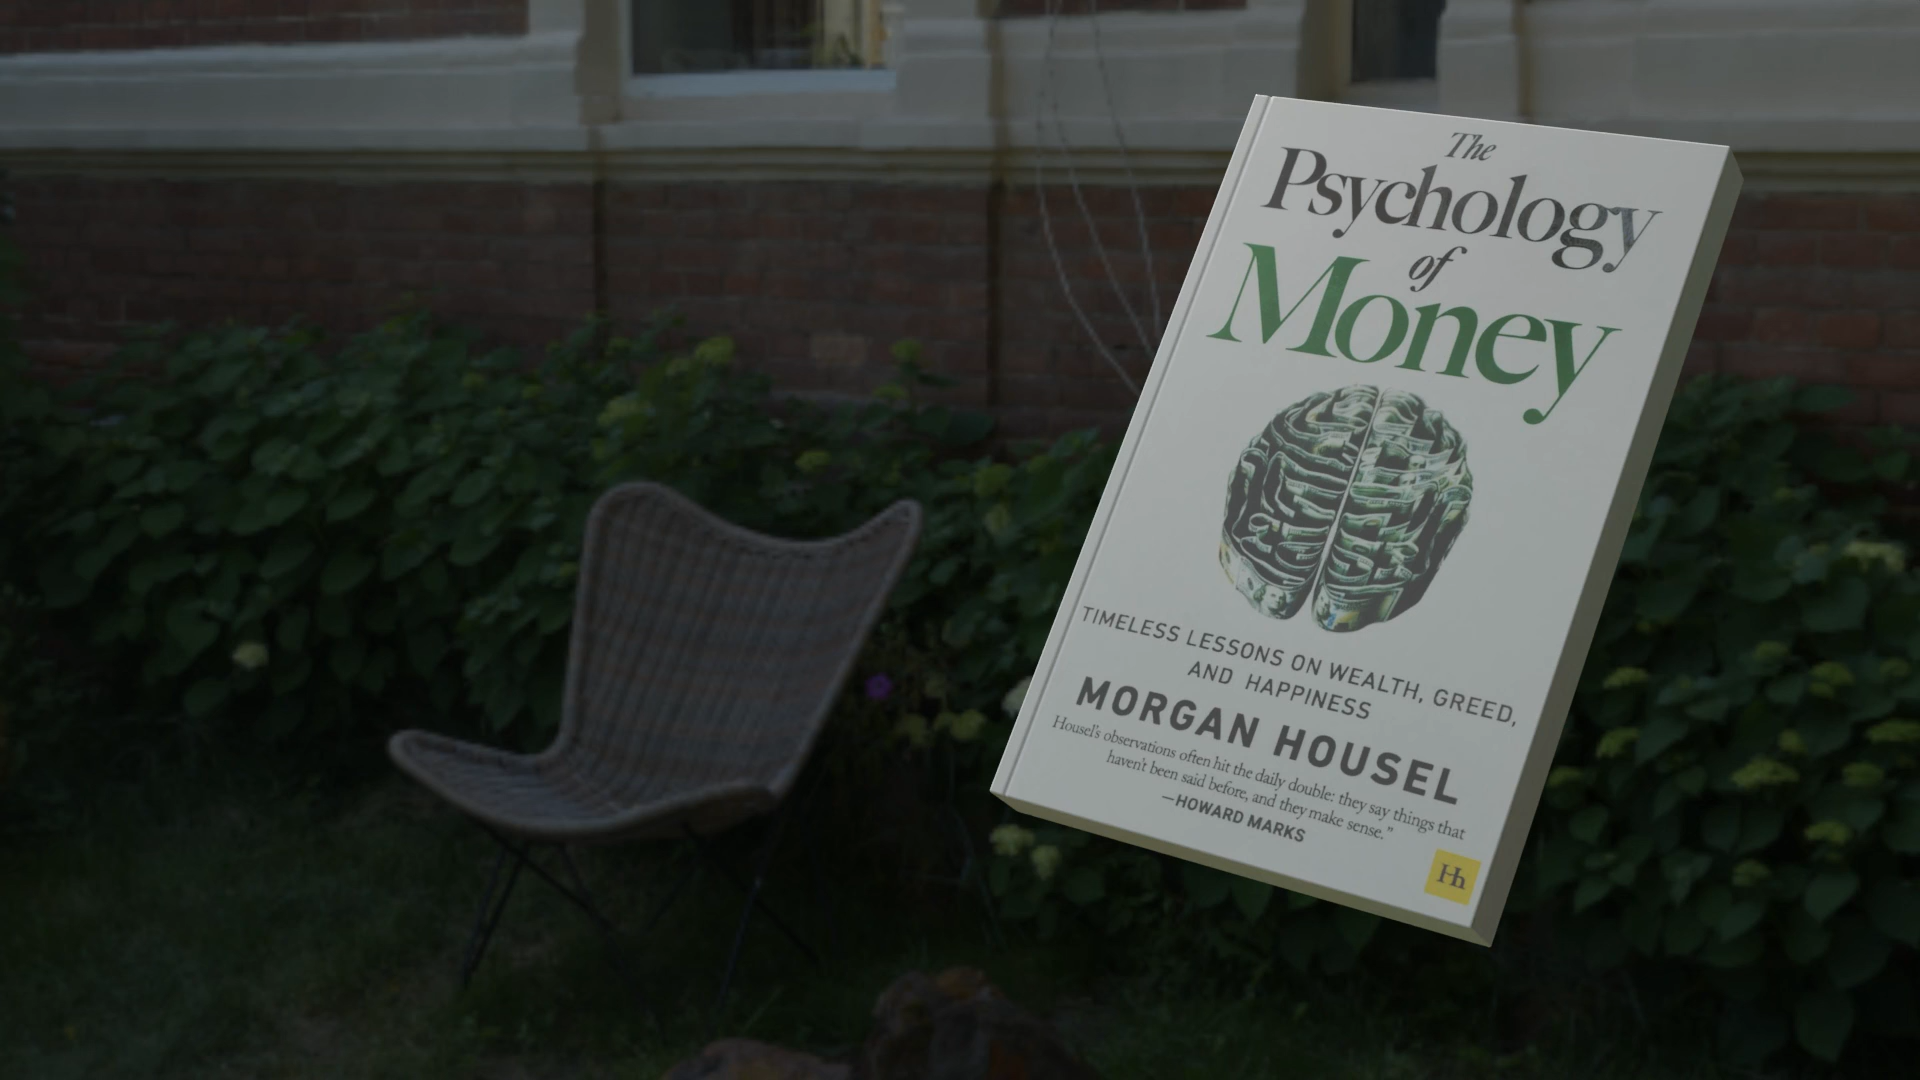 The
Psychology
of
Money
TIMELESS LESSONS ON WEALTH, GREED,
AND HAPPINESS
MORGAN HOUSEL
Housel's observations often hit the daily double: they say things that
haven't been said before, and they make sense."
—HOWARD MARKS
Hh